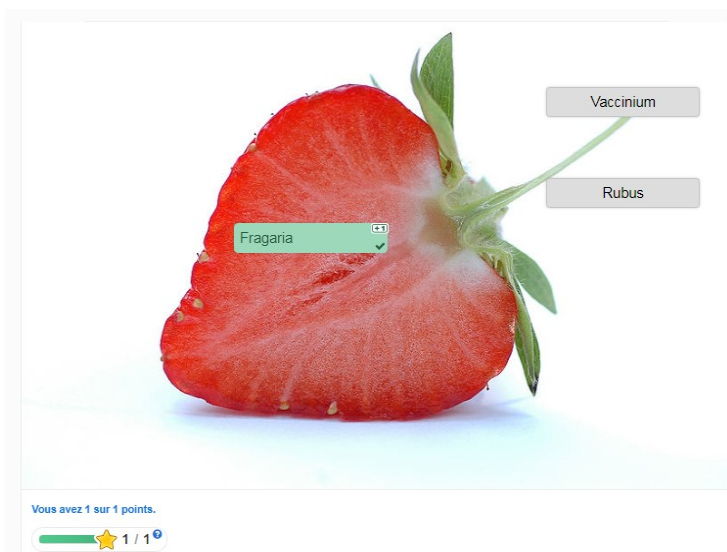 Vaccinium
Rubus
Fragaria
+1
Vous avez 1 sur 1 points.
1 / 1 ?